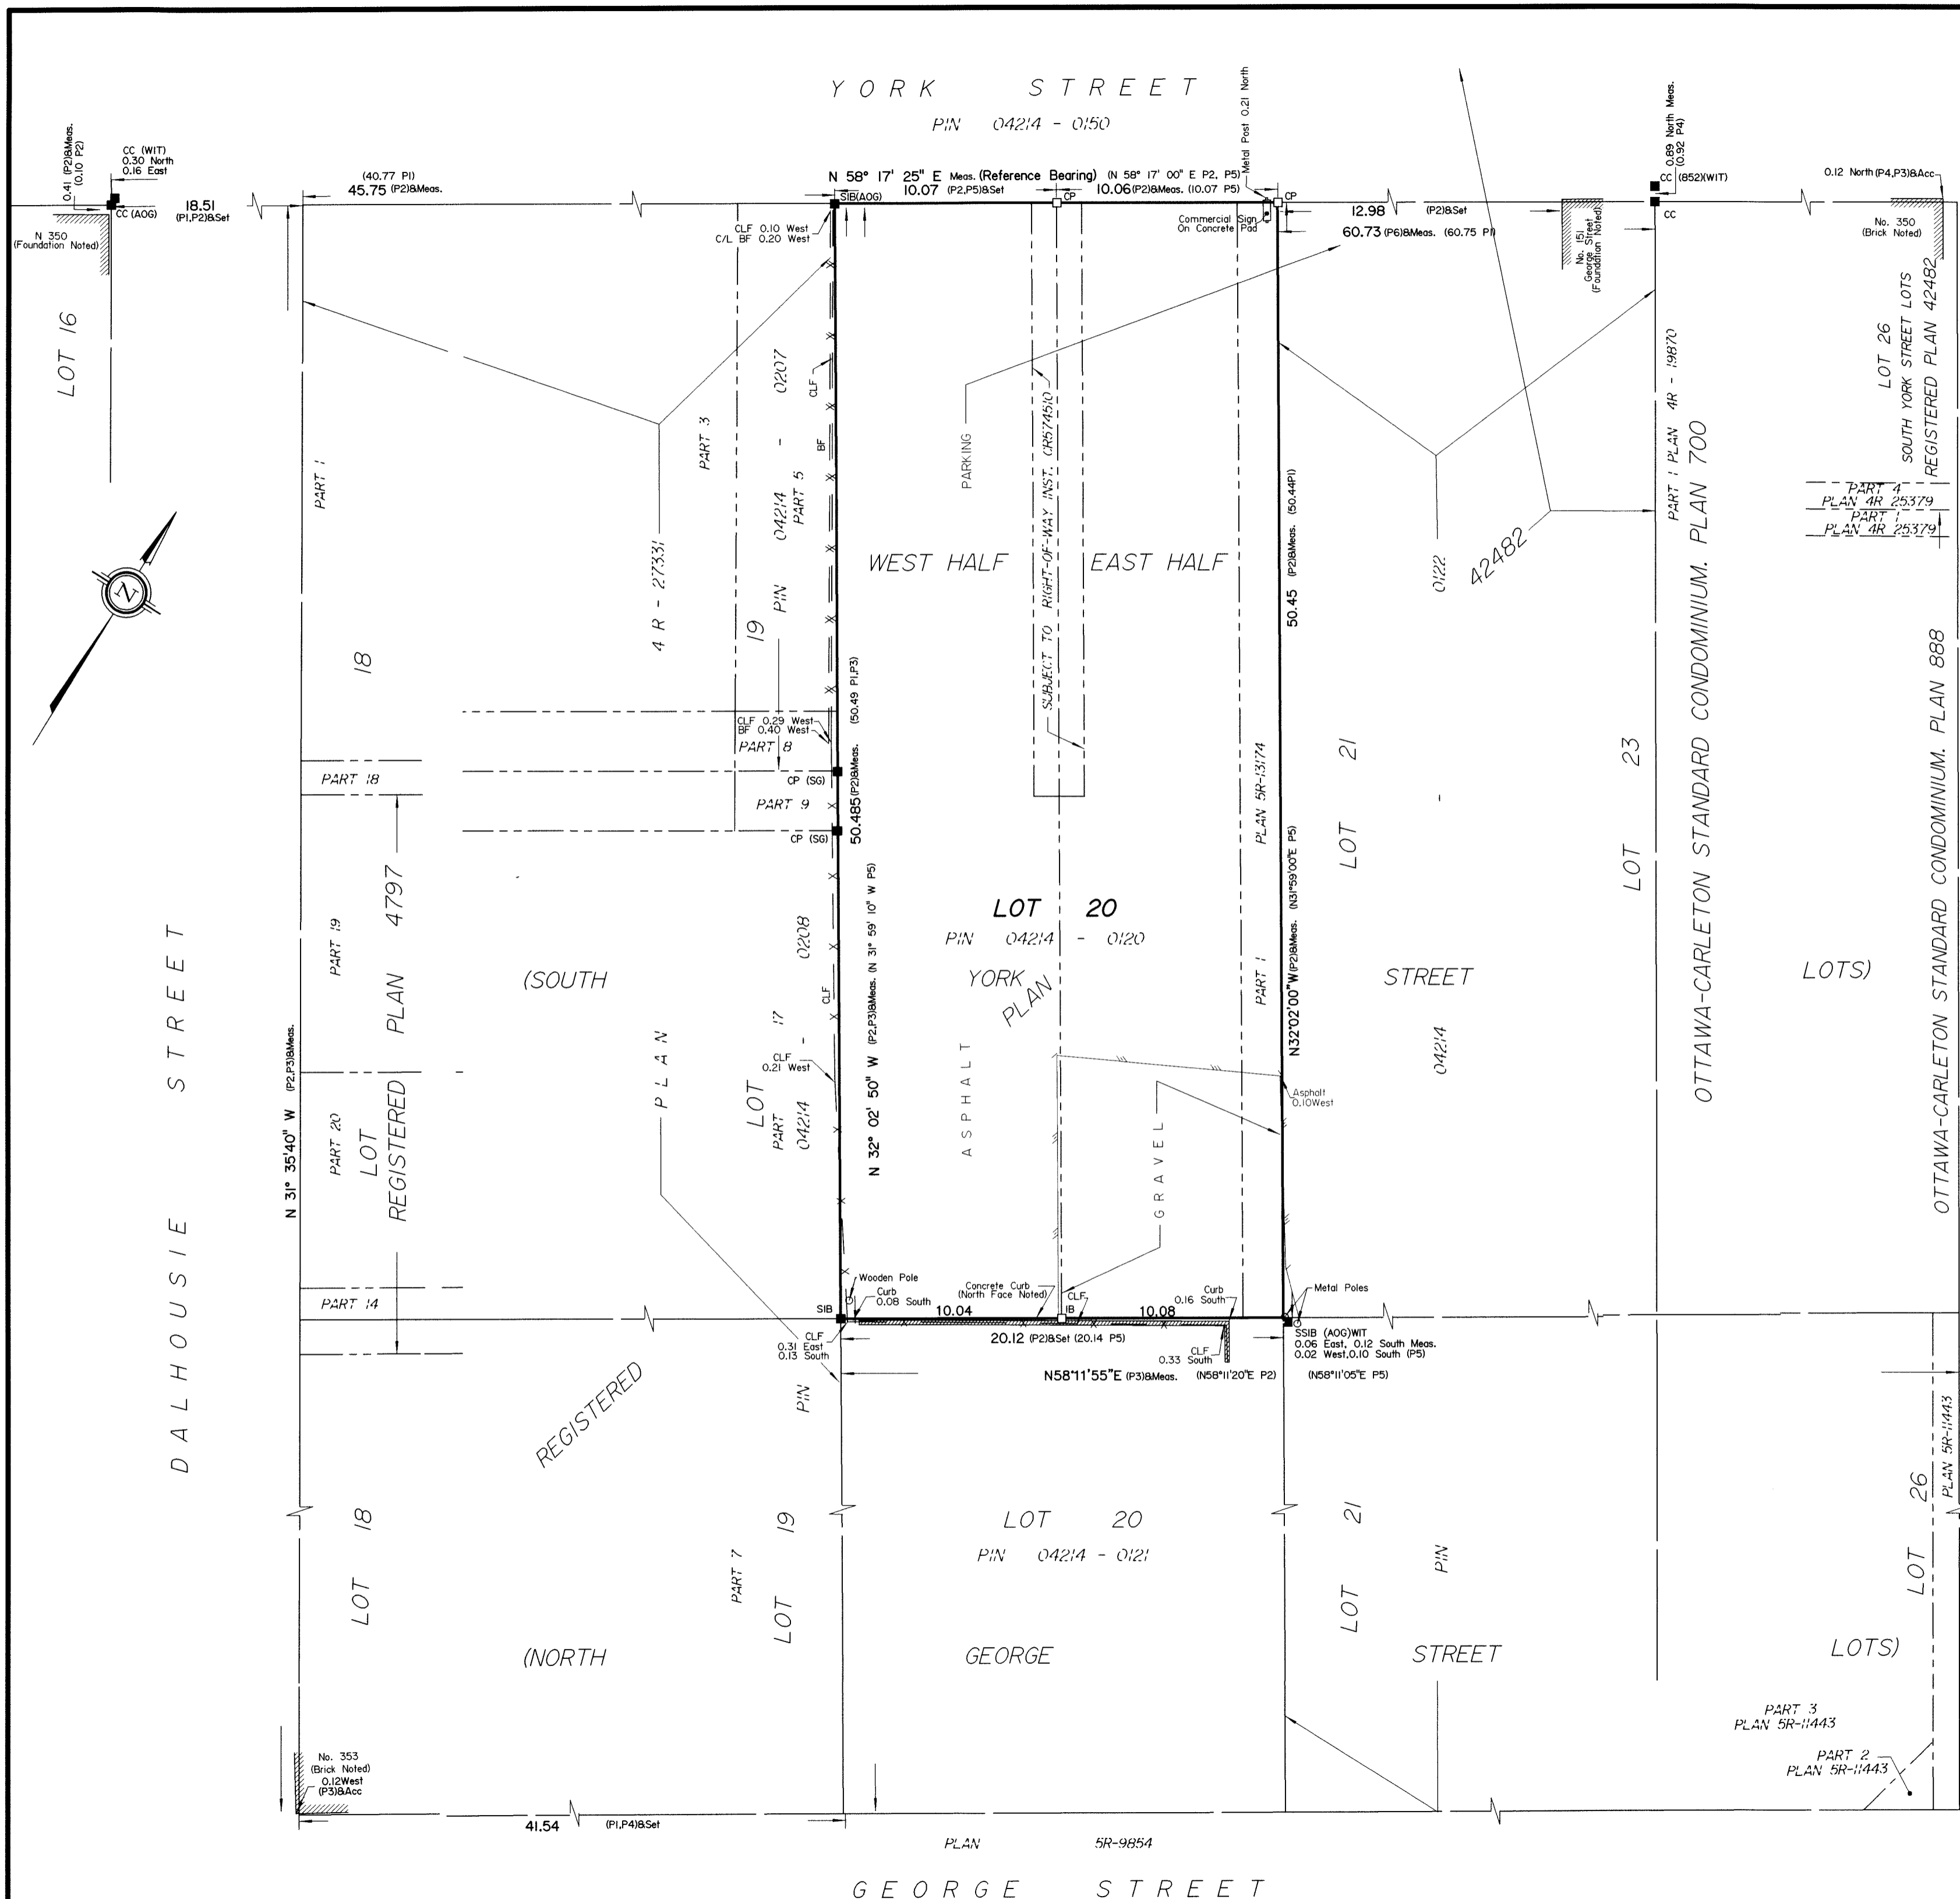 YORK STREET
PIN 04214 - 0150
0.41 (P2)&Meas.
(0.10 P2)
CC (WIT)
0.30 North
0.16 East
CC (AOG)
18.51
(P1,P2)&Set
(40.77 P1)
45.75 (P2)&Meas.
N 58° 17' 25" E Meas. (Reference Bearing) (N 58° 17' 00" E P2, P5)
10.07 (P2,P5)&Set
10.06 (P2)&Meas. (10.07 P5)
Metal Post 0.21 North
SIB(AOG)
CP
CP
Commercial Sign
On Concrete Pad
12.98 (P2)&Set
60.73 (P6)&Meas. (60.75 P1)
0.89 North Meas.
(0.92 P4)
CC (852)(WIT)
CC
0.12 North (P4,P3)&Acc
N 350
(Foundation Noted)
CLF 0.10 West
C/L BF 0.20 West
No. 151
George Street
(Foundation Noted)
No. 350
(Brick Noted)
LOT 16
PART 1
PART 3
4 R - 27331
PIN 04214 - 0207
PART 5
CLF
BF
PARKING
SUBJECT TO RIGHT-OF-WAY INST. CR574510
WEST HALF
EAST HALF
50.45 (P2)&Meas. (50.44P1)
0122
42482
PART 1 PLAN 4R - 19870
OTTAWA-CARLETON STANDARD CONDOMINIUM. PLAN 700
LOT 26
SOUTH YORK STREET LOTS
REGISTERED PLAN 42482
PART 4
PLAN 4R 25379
PART 1
PLAN 4R 25379
OTTAWA-CARLETON STANDARD CONDOMINIUM. PLAN 888
N
18
19
CLF 0.29 West
BF 0.40 West
PART 8
PART 18
CP (SG)
PART 9
CP (SG)
50.485 (P2)&Meas. (50.49 P1,P3)
N 32° 02' 50" W (P2,P3)&Meas. (N 31° 59' 10" W P5)
PLAN 5R-13174
PART 1
N32°02'00"W(P2)&Meas. (N31°59'00"E P5)
LOT 21
-
LOT 23
LOT 20
PIN 04214 - 0120
PART 19
LOT
REGISTERED PLAN 4797
PART 20
(SOUTH
YORK
STREET
LOTS)
PLAN
04214
DALHOUSIE STREET
N 31° 35'40" W (P2,P3)&Meas.
PLAN
LOT
PART 17
04214 - 0208
CLF
CLF
0.21 West
ASPHALT
GRAVEL
Asphalt
0.10West
PART 14
SIB
Wooden Pole
Curb
0.08 South
Concrete Curb
(North Face Noted)
10.04
IB
CLF
10.08
Curb
0.16 South
Metal Poles
CLF
0.31 East
0.13 South
20.12 (P2)&Set (20.14 P5)
CLF
0.33 South
SSIB (AOG)WIT
0.06 East, 0.12 South Meas.
0.02 West,0.10 South (P5)
N58°11'55"E (P3)&Meas. (N58°11'20"E P2) (N58°11'05"E P5)
REGISTERED
PIN
LOT 18
PART 7
LOT 19
LOT 20
PIN 04214 - 0121
LOT 21
PIN
LOT 26
PLAN 5R-11443
(NORTH
GEORGE
STREET
LOTS)
PART 3
PLAN 5R-11443
PART 2
PLAN 5R-11443
No. 353
(Brick Noted)
0.12West
(P3)&Acc
41.54 (P1,P4)&Set
PLAN 5R-9854
GEORGE STREET